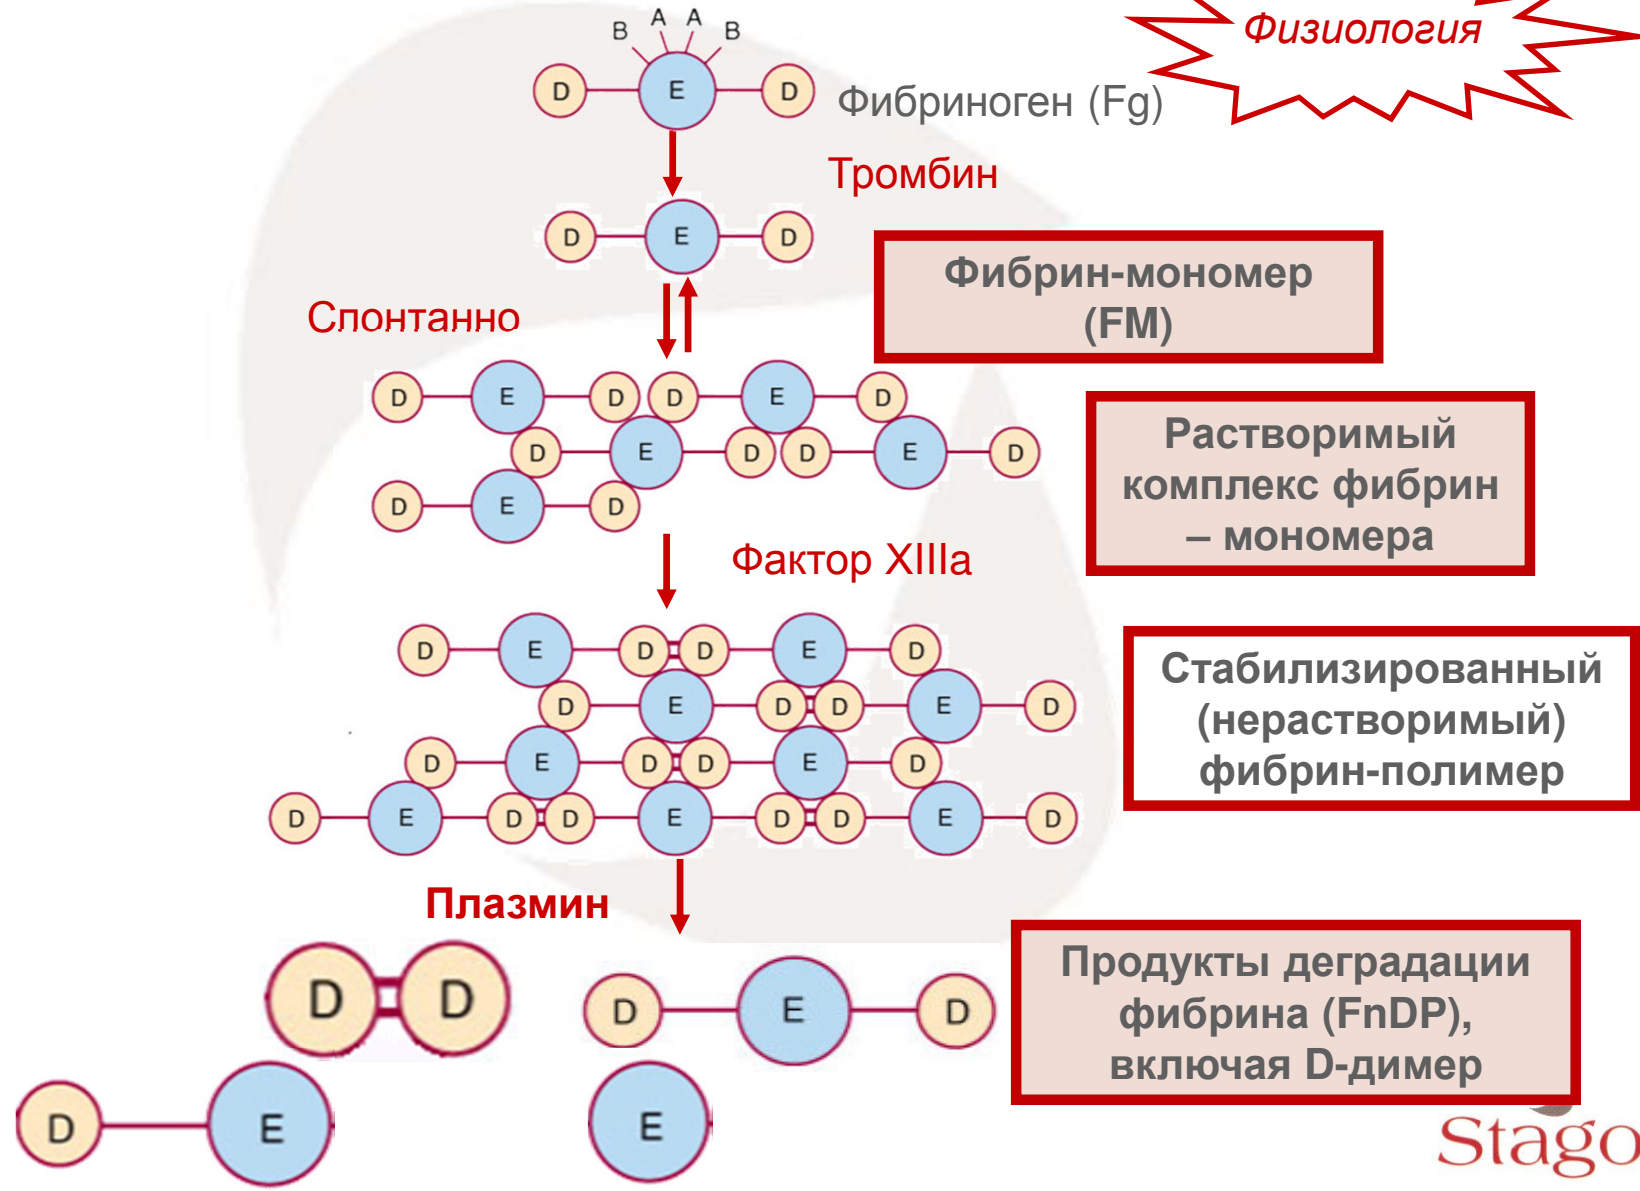 Физиология
B A A B
D E D
Фибриноген (Fg)
Тромбин
D E D
Фибрин-мономер
(FM)
Спонтанно
D E D D E D
D E D D E D
D E D
Растворимый
комплекс фибрин
– мономера
Фактор XIIIa
D E D D E D
D E D D E D
D E D D E D
D E D D E D D E D
Стабилизированный
(нерастворимый)
фибрин-полимер
Плазмин
D D
D E D
D E
E
Продукты деградации
фибрина (FnDP),
включая D-димер
Stago